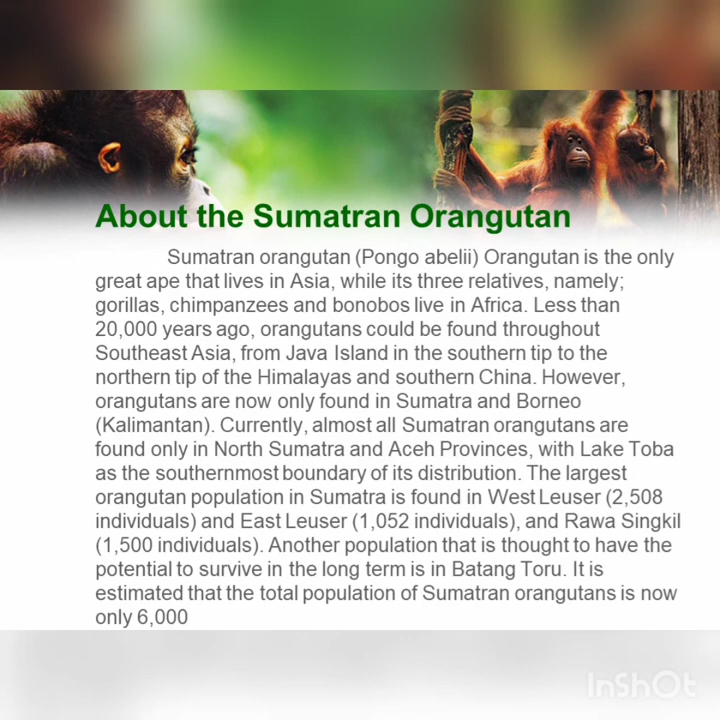 About the Sumatran Orangutan
Sumatran orangutan (Pongo abelii) Orangutan is the only
great ape that lives in Asia, while its three relatives, namely;
gorillas, chimpanzees and bonobos live in Africa. Less than
20,000 years ago, orangutans could be found throughout
Southeast Asia, from Java Island in the southern tip to the
northern tip of the Himalayas and southern China. However,
orangutans are now only found in Sumatra and Borneo
(Kalimantan). Currently, almost all Sumatran orangutans are
found only in North Sumatra and Aceh Provinces, with Lake Toba
as the southernmost boundary of its distribution. The largest
orangutan population in Sumatra is found in West Leuser (2,508
individuals) and East Leuser (1,052 individuals), and Rawa Singkil
(1,500 individuals). Another population that is thought to have the
potential to survive in the long term is in Batang Toru. It is
estimated that the total population of Sumatran orangutans is now
only 6,000
InShOt